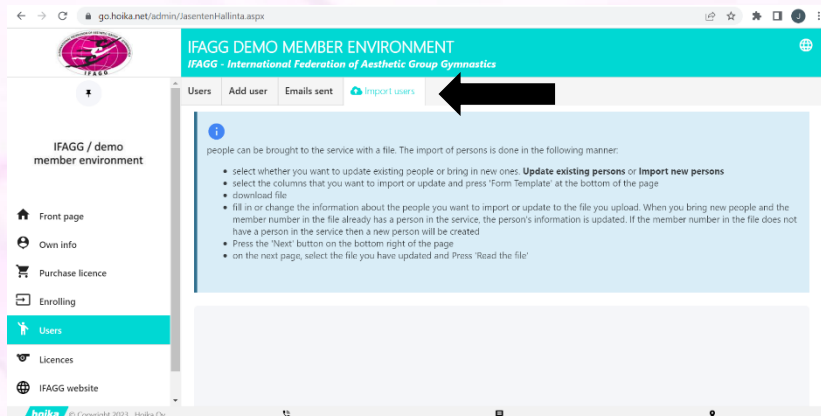 go.hoika.net/admin/JasentenHallinta.aspx
J
IFAGG
IFAGG DEMO MEMBER ENVIRONMENT
IFAGG - International Federation of Aesthetic Group Gymnastics
Users Add user Emails sent Import users
IFAGG / demo
member environment
Front page
Own info
Purchase licence
Enrolling
Users
Licences
IFAGG website
people can be brought to the service with a file. The import of persons is done in the following manner:
• select whether you want to update existing people or bring in new ones. Update existing persons or Import new persons
• select the columns that you want to import or update and press 'Form Template' at the bottom of the page
• download file
• fill in or change the information about the people you want to import or update to the file you upload. When you bring new people and the
member number in the file already has a person in the service, the person's information is updated. If the member number in the file does not
have a person in the service then a new person will be created
• Press the 'Next' button on the bottom right of the page
• on the next page, select the file you have updated and Press 'Read the file'
hoika © Copyright 2023 Hoika Oy